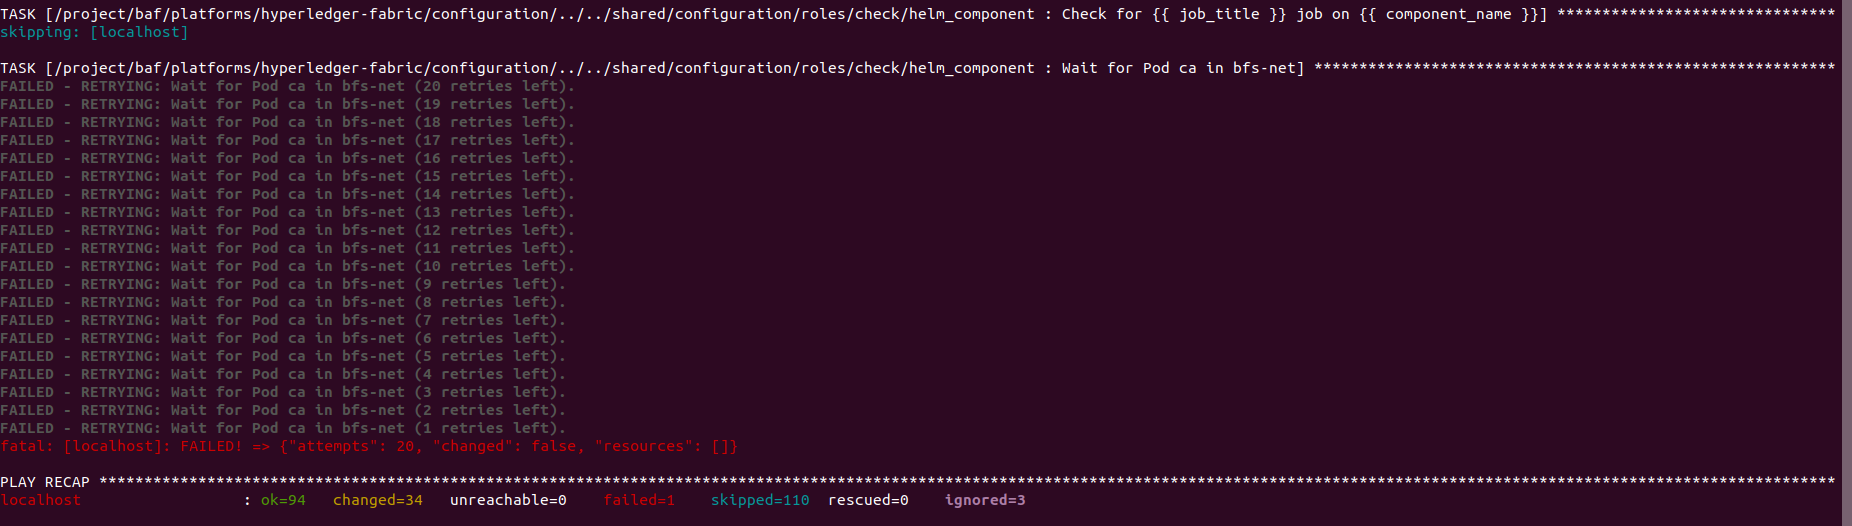 TASK [/project/baf/platforms/hyperledger-fabric/configuration/../../shared/configuration/roles/check/helm_component : Check for {{ job_title }} job on {{ component_name }}] *******************************
skipping: [localhost]
TASK [/project/baf/platforms/hyperledger-fabric/configuration/../../shared/configuration/roles/check/helm_component : Wait for Pod ca in bfs-net] **********************************************************
FAILED - RETRYING: Wait for Pod ca in bfs-net (20 retries left).
FAILED - RETRYING: Wait for Pod ca in bfs-net (19 retries left).
FAILED - RETRYING: Wait for Pod ca in bfs-net (18 retries left).
FAILED - RETRYING: Wait for Pod ca in bfs-net (17 retries left).
FAILED - RETRYING: Wait for Pod ca in bfs-net (16 retries left).
FAILED - RETRYING: Wait for Pod ca in bfs-net (15 retries left).
FAILED - RETRYING: Wait for Pod ca in bfs-net (14 retries left).
FAILED - RETRYING: Wait for Pod ca in bfs-net (13 retries left).
FAILED - RETRYING: Wait for Pod ca in bfs-net (12 retries left).
FAILED - RETRYING: Wait for Pod ca in bfs-net (11 retries left).
FAILED - RETRYING: Wait for Pod ca in bfs-net (10 retries left).
FAILED - RETRYING: Wait for Pod ca in bfs-net (9 retries left).
FAILED - RETRYING: Wait for Pod ca in bfs-net (8 retries left).
FAILED - RETRYING: Wait for Pod ca in bfs-net (7 retries left).
FAILED - RETRYING: Wait for Pod ca in bfs-net (6 retries left).
FAILED - RETRYING: Wait for Pod ca in bfs-net (5 retries left).
FAILED - RETRYING: Wait for Pod ca in bfs-net (4 retries left).
FAILED - RETRYING: Wait for Pod ca in bfs-net (3 retries left).
FAILED - RETRYING: Wait for Pod ca in bfs-net (2 retries left).
FAILED - RETRYING: Wait for Pod ca in bfs-net (1 retries left).
fatal: [localhost]: FAILED! => {"attempts": 20, "changed": false, "resources": []}
PLAY RECAP *************************************************************************************************************************************************************************************************
localhost                  : ok=94   changed=34   unreachable=0    failed=1    skipped=110  rescued=0    ignored=3